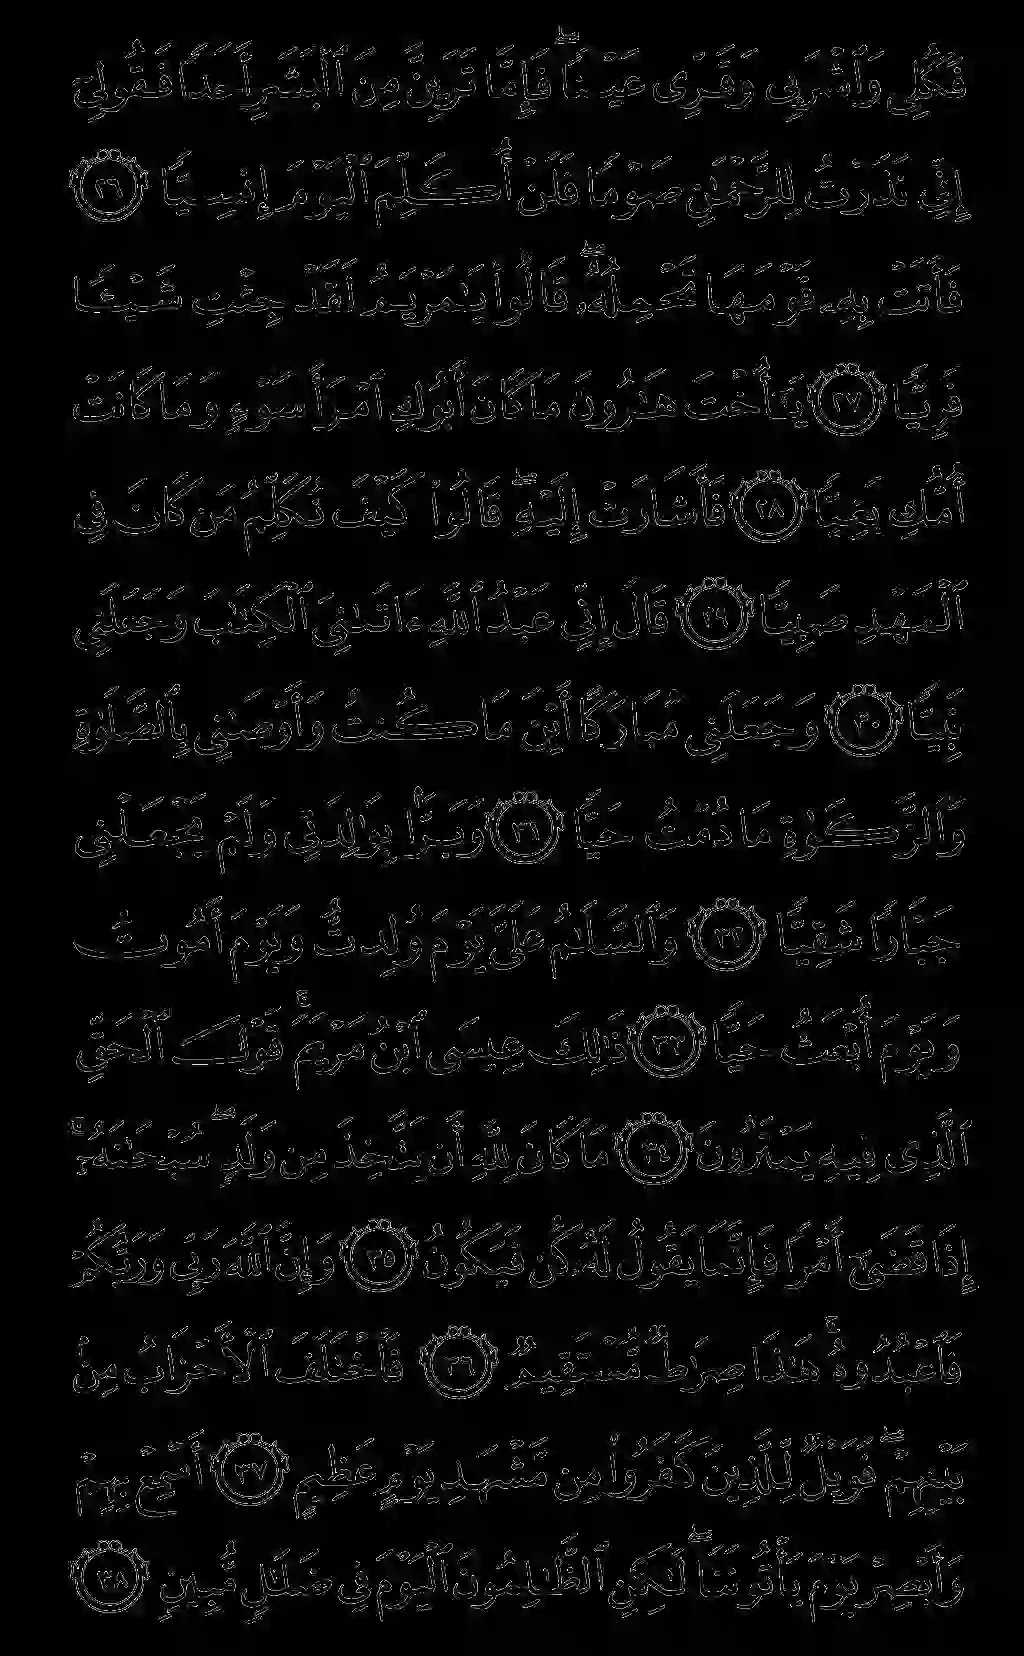 فَكُلِى وَٱشْرَبِى وَقَرِّى عَيْنًا ۖ فَإِمَّا تَرَيِنَّ مِنَ ٱلْبَشَرِ أَحَدًا فَقُولِىٓ
إِنِّى نَذَرْتُ لِلرَّحْمَٰنِ صَوْمًا فَلَنْ أُكَلِّمَ ٱلْيَوْمَ إِنسِيًّا ٢٦
فَأَتَتْ بِهِۦ قَوْمَهَا تَحْمِلُهُۥ ۖ قَالُوا۟ يَٰمَرْيَمُ لَقَدْ جِئْتِ شَيْـًٔا
فَرِيًّا ٢٧ يَٰٓأُخْتَ هَٰرُونَ مَا كَانَ أَبُوكِ ٱمْرَأَ سَوْءٍ وَمَا كَانَتْ
أُمُّكِ بَغِيًّا ٢٨ فَأَشَارَتْ إِلَيْهِ ۖ قَالُوا۟ كَيْفَ نُكَلِّمُ مَن كَانَ فِى
ٱلْمَهْدِ صَبِيًّا ٢٩ قَالَ إِنِّى عَبْدُ ٱللَّهِ ءَاتَىٰنِىَ ٱلْكِتَٰبَ وَجَعَلَنِى
نَبِيًّا ٣٠ وَجَعَلَنِى مُبَارَكًا أَيْنَ مَا كُنتُ وَأَوْصَٰنِى بِٱلصَّلَوٰةِ
وَٱلزَّكَوٰةِ مَا دُمْتُ حَيًّا ٣١ وَبَرًّۢا بِوَٰلِدَتِى وَلَمْ يَجْعَلْنِى
جَبَّارًا شَقِيًّا ٣٢ وَٱلسَّلَٰمُ عَلَىَّ يَوْمَ وُلِدتُّ وَيَوْمَ أَمُوتُ
وَيَوْمَ أُبْعَثُ حَيًّا ٣٣ ذَٰلِكَ عِيسَى ٱبْنُ مَرْيَمَ ۚ قَوْلَ ٱلْحَقِّ
ٱلَّذِى فِيهِ يَمْتَرُونَ ٣٤ مَا كَانَ لِلَّهِ أَن يَتَّخِذَ مِن وَلَدٍ ۖ سُبْحَٰنَهُۥٓ ۚ
إِذَا قَضَىٰٓ أَمْرًا فَإِنَّمَا يَقُولُ لَهُۥ كُن فَيَكُونُ ٣٥ وَإِنَّ ٱللَّهَ رَبِّى وَرَبُّكُمْ
فَٱعْبُدُوهُ ۚ هَٰذَا صِرَٰطٌ مُّسْتَقِيمٌ ٣٦ فَٱخْتَلَفَ ٱلْأَحْزَابُ مِنۢ
بَيْنِهِمْ ۖ فَوَيْلٌ لِّلَّذِينَ كَفَرُوا۟ مِن مَّشْهَدِ يَوْمٍ عَظِيمٍ ٣٧ أَسْمِعْ بِهِمْ
وَأَبْصِرْ يَوْمَ يَأْتُونَنَا ۖ لَٰكِنِ ٱلظَّٰلِمُونَ ٱلْيَوْمَ فِى ضَلَٰلٍ مُّبِينٍ ٣٨